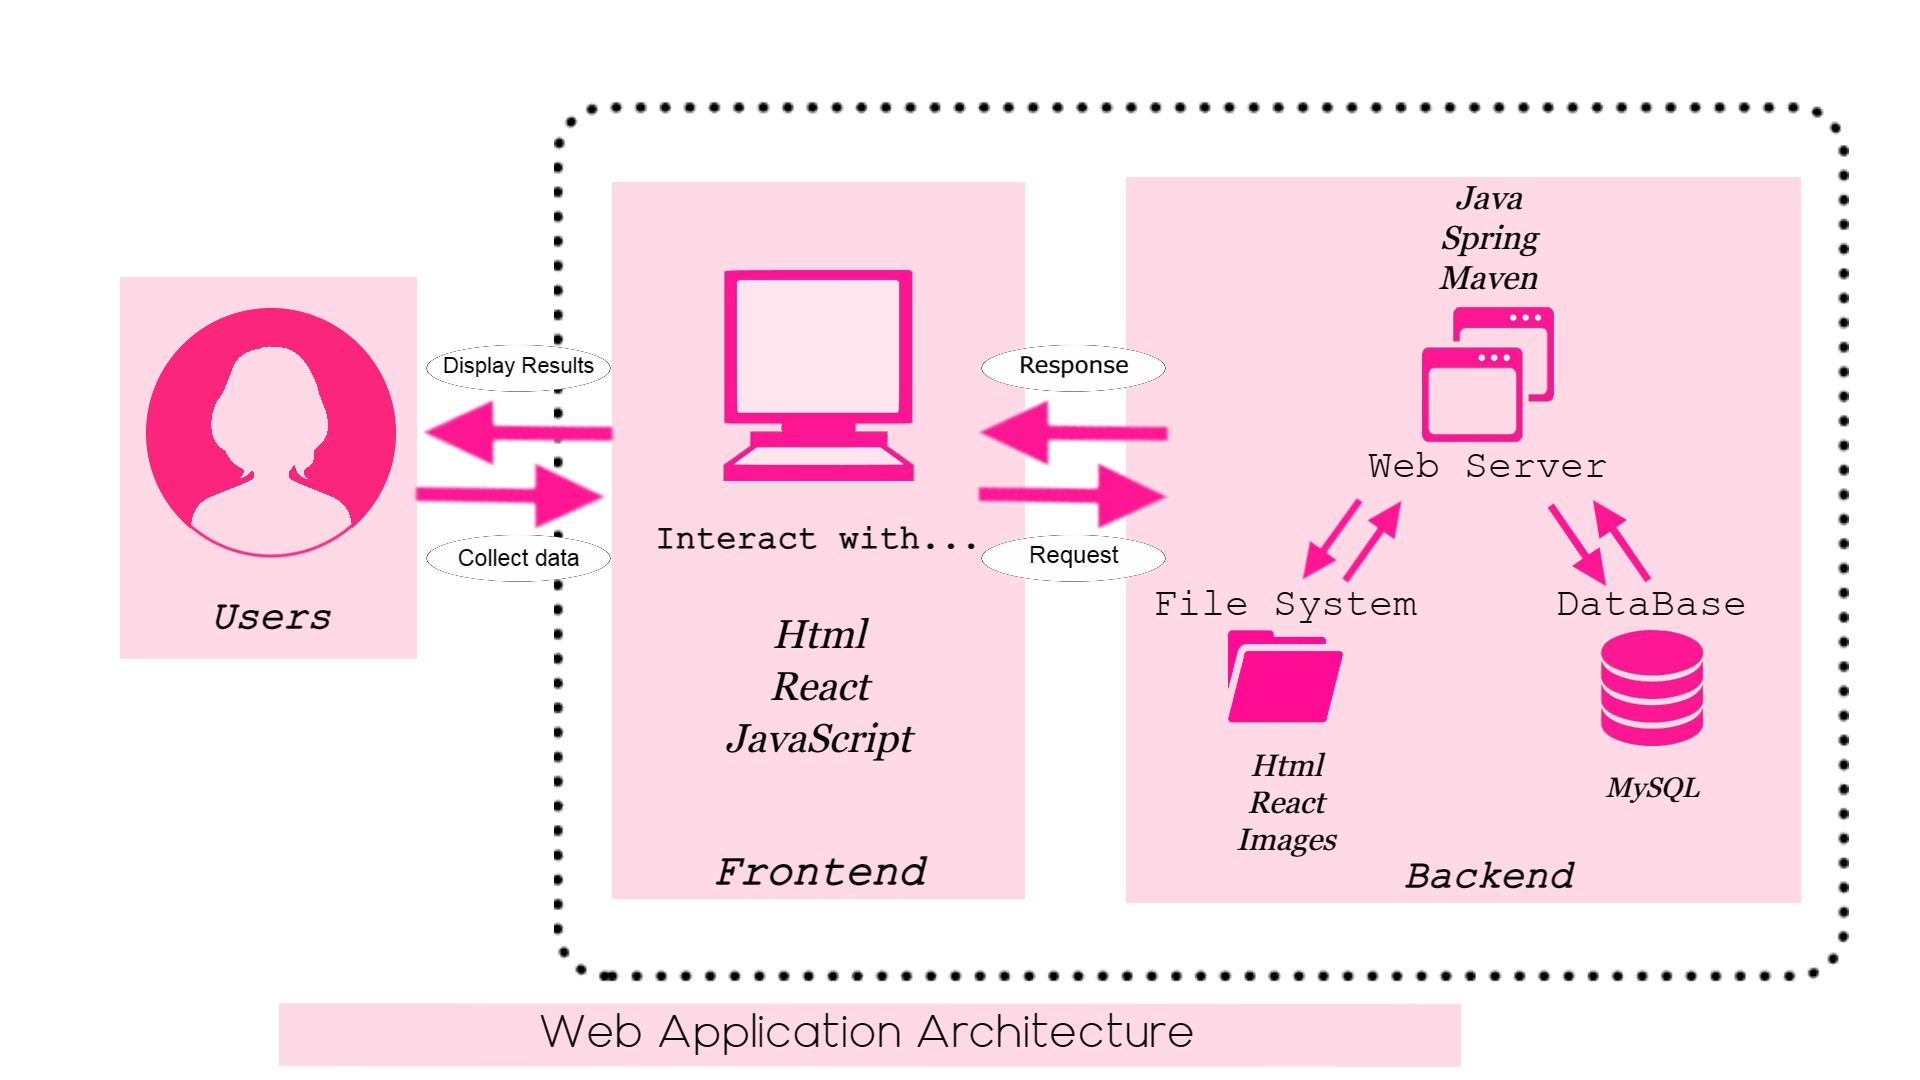 Users
Display Results
Collect data
Interact with...
Html
React
JavaScript
Frontend
Response
Request
Java
Spring
Maven
Web Server
File System
Html
React
Images
DataBase
MySQL
Backend
Web Application Architecture